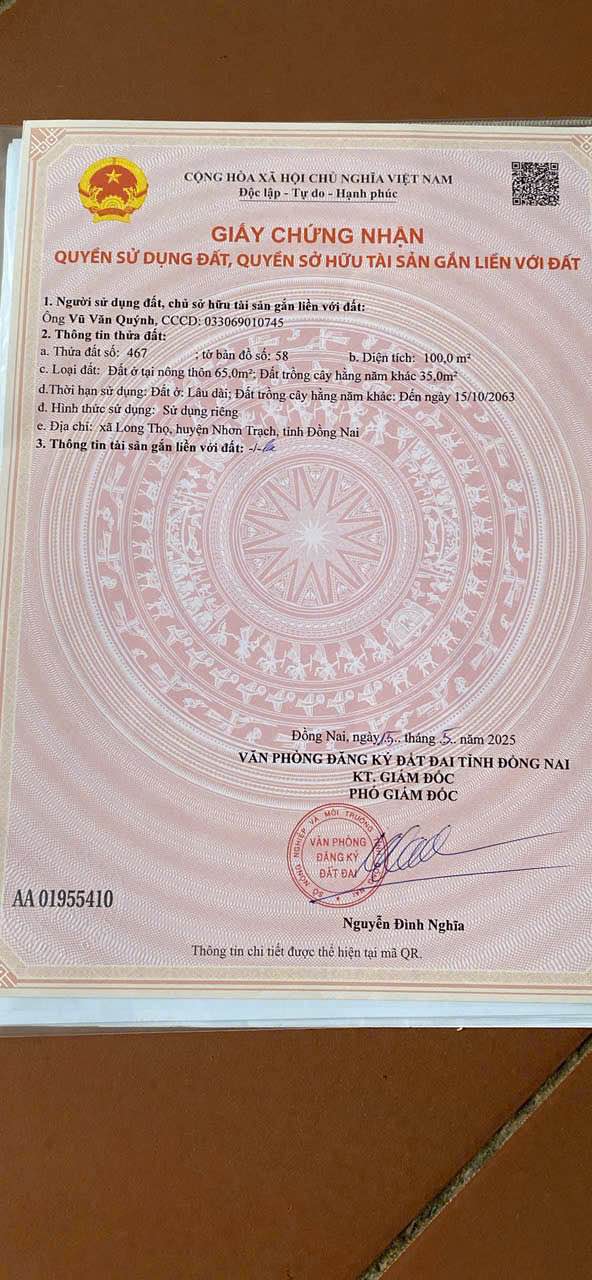 CỘNG HÒA XÃ HỘI CHỦ NGHĨA VIỆT NAM
Độc lập - Tự do - Hạnh phúc
GIẤY CHỨNG NHẬN
QUYỀN SỬ DỤNG ĐẤT, QUYỀN SỞ HỮU TÀI SẢN GẮN LIỀN VỚI ĐẤT
1. Người sử dụng đất, chủ sở hữu tài sản gắn liền với đất:
Ông Vũ Văn Quýnh, CCCD: 033069010745
2. Thông tin thửa đất:
a. Thửa đất số: 467 ; tờ bản đồ số: 58 b. Diện tích: 100,0 m²
c. Loại đất: Đất ở tại nông thôn 65,0m²; Đất trồng cây hằng năm khác 35,0m²
d.Thời hạn sử dụng: Đất ở: Lâu dài; Đất trồng cây hằng năm khác: Đến ngày 15/10/2063
đ. Hình thức sử dụng: Sử dụng riêng
e. Địa chỉ: xã Long Thọ, huyện Nhơn Trạch, tỉnh Đồng Nai
3. Thông tin tài sản gắn liền với đất: -/-
Đồng Nai, ngày 15.. tháng .5.. năm 2025
VĂN PHÒNG ĐĂNG KÝ ĐẤT ĐAI TỈNH ĐỒNG NAI
KT. GIÁM ĐỐC
PHÓ GIÁM ĐỐC
SỞ NÔNG NGHIỆP VÀ MÔI TRƯỜNG
VĂN PHÒNG
ĐĂNG KÝ
ĐẤT ĐAI
AA 01955410
Nguyễn Đình Nghĩa
Thông tin chi tiết được thể hiện tại mã QR.